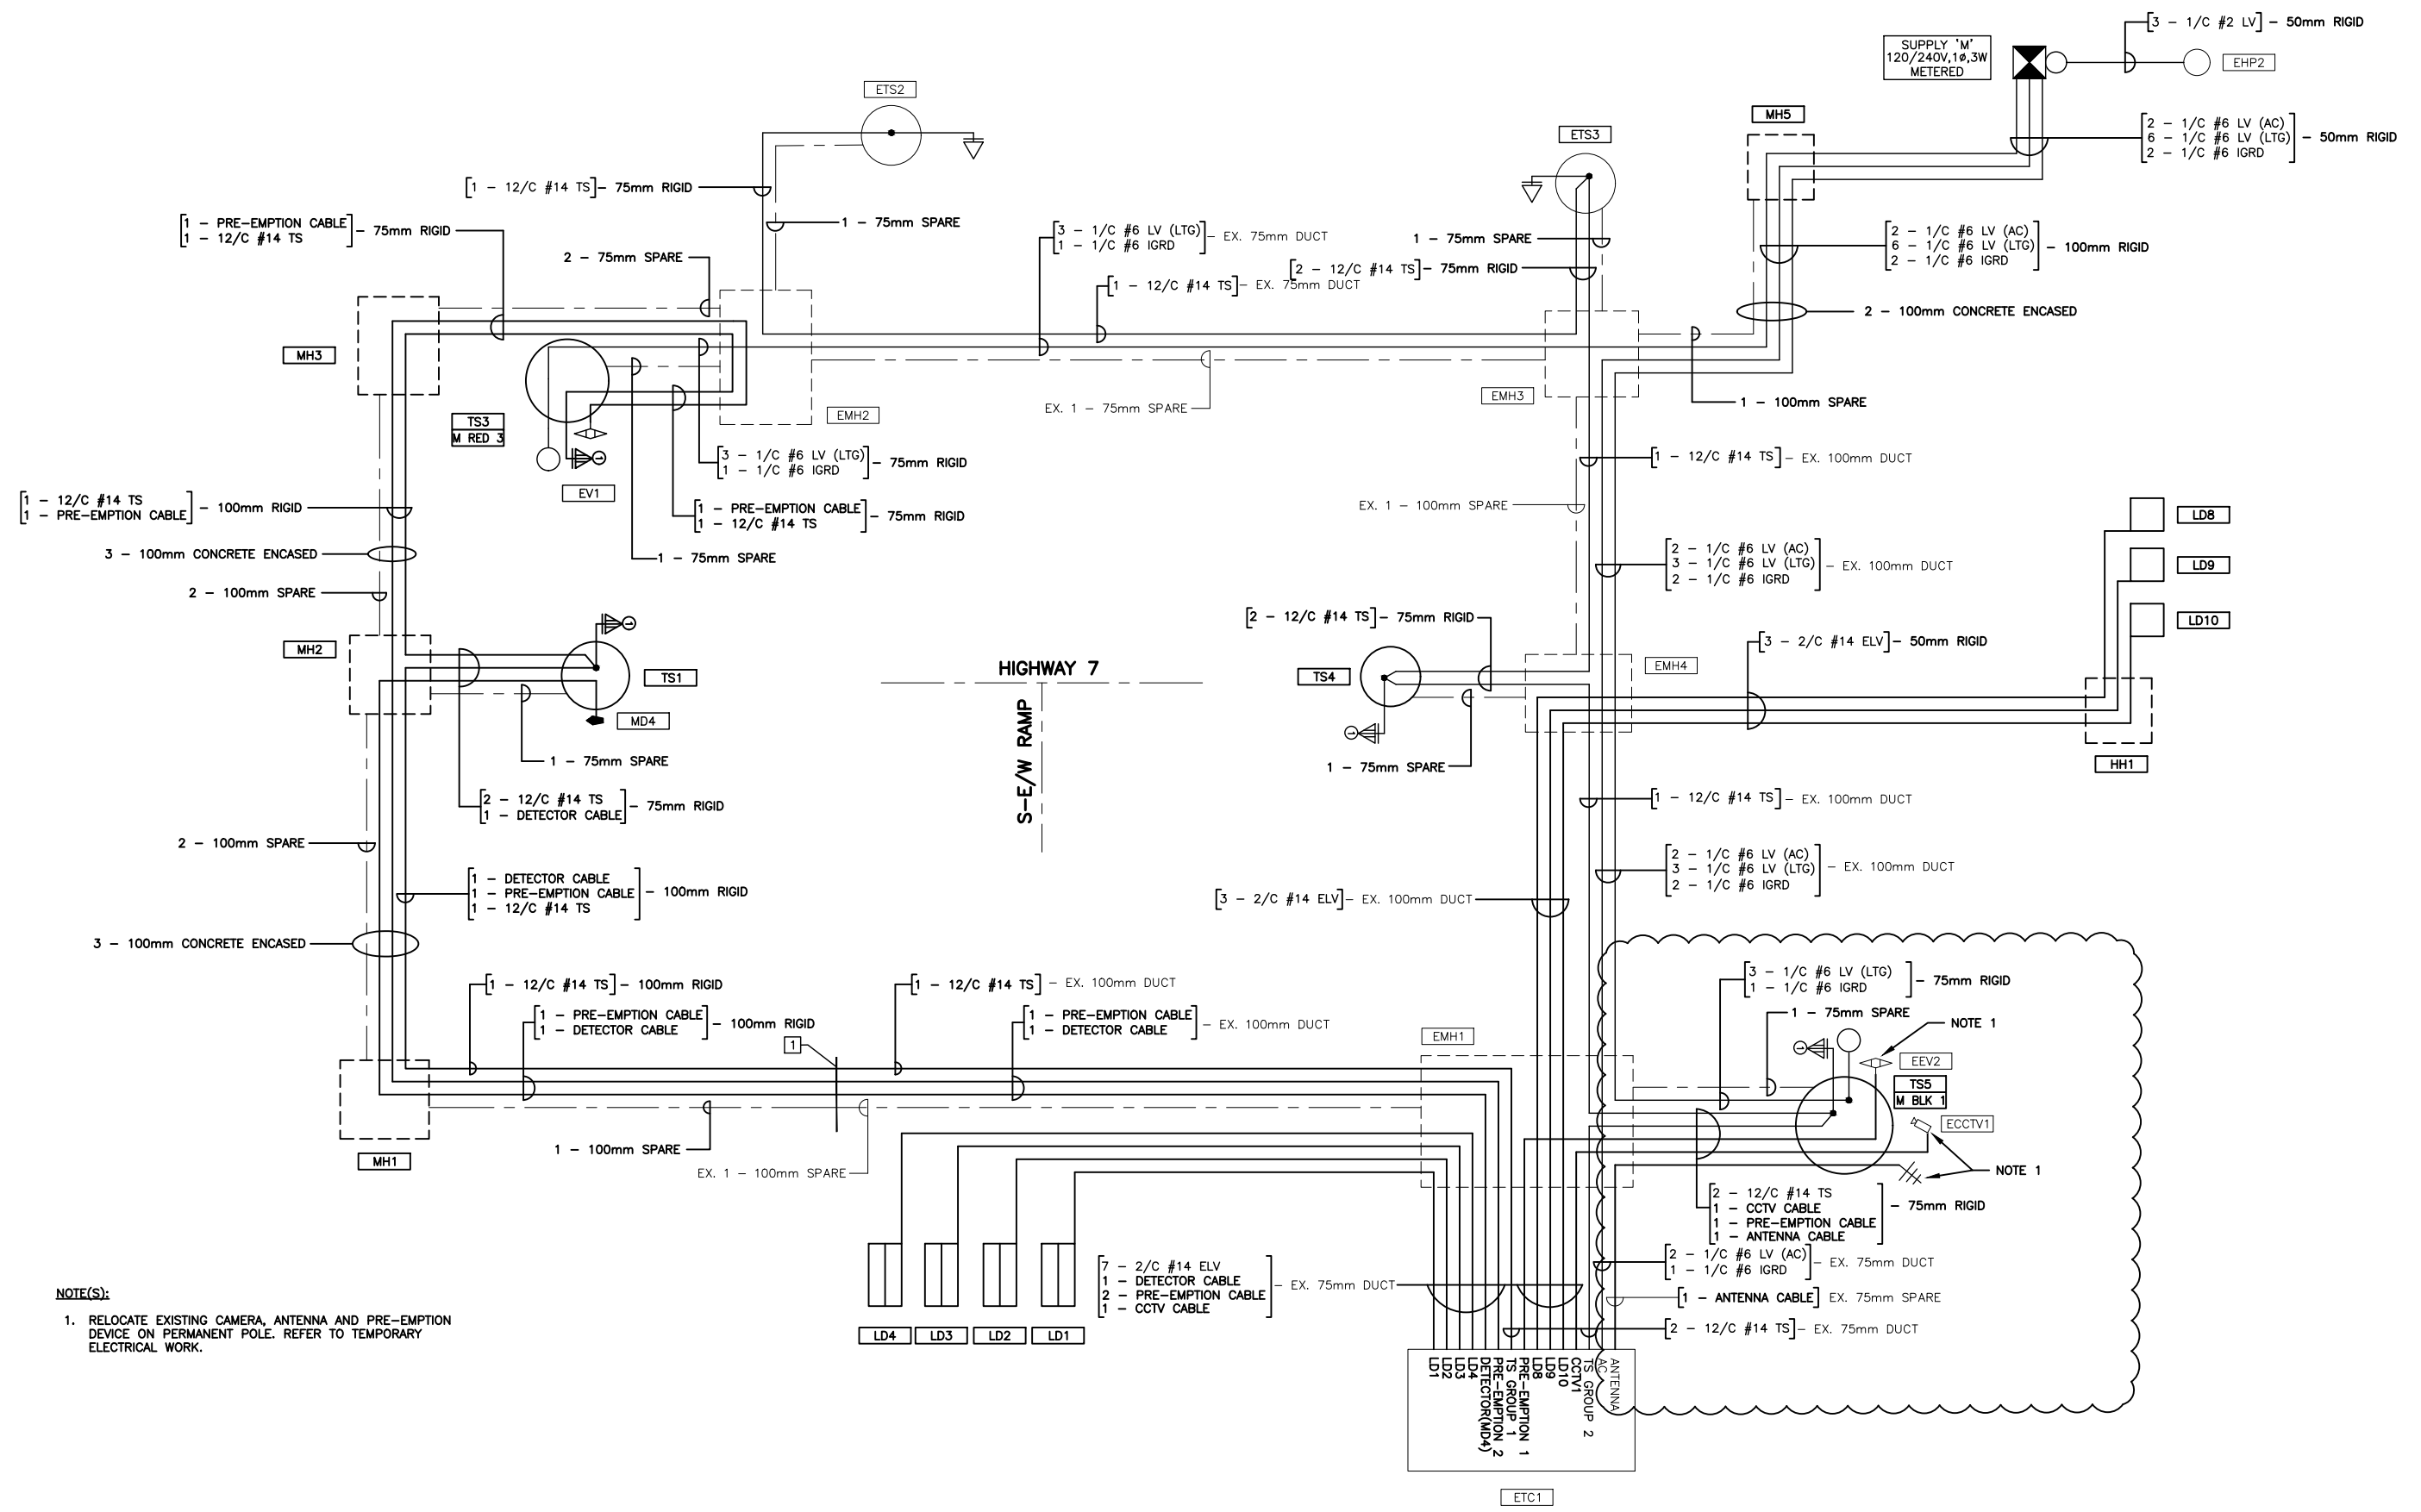 [3 – 1/C #2 LV] – 50mm RIGID
SUPPLY 'M'
120/240V,1ø,3W
METERED
EHP2
ETS2
MH5
ETS3
2 – 1/C #6 LV (AC)
6 – 1/C #6 LV (LTG) – 50mm RIGID
2 – 1/C #6 IGRD
[1 – 12/C #14 TS] – 75mm RIGID
1 – PRE–EMPTION CABLE
1 – 12/C #14 TS
– 75mm RIGID
1 – 75mm SPARE
2 – 75mm SPARE
3 – 1/C #6 LV (LTG)
1 – 1/C #6 IGRD
– EX. 75mm DUCT
1 – 75mm SPARE
[2 – 12/C #14 TS] – 75mm RIGID
[1 – 12/C #14 TS] – EX. 75mm DUCT
2 – 1/C #6 LV (AC)
6 – 1/C #6 LV (LTG) – 100mm RIGID
2 – 1/C #6 IGRD
2 – 100mm CONCRETE ENCASED
MH3
TS3
M RED 3
EMH2
EX. 1 – 75mm SPARE
EMH3
1 – 100mm SPARE
3 – 1/C #6 LV (LTG)
1 – 1/C #6 IGRD
– 75mm RIGID
EV1
[1 – 12/C #14 TS] – EX. 100mm DUCT
1 – 12/C #14 TS
1 – PRE–EMPTION CABLE
– 100mm RIGID
1 – PRE–EMPTION CABLE
1 – 12/C #14 TS
– 75mm RIGID
EX. 1 – 100mm SPARE
3 – 100mm CONCRETE ENCASED
1 – 75mm SPARE
2 – 1/C #6 LV (AC)
3 – 1/C #6 LV (LTG) – EX. 100mm DUCT
2 – 1/C #6 IGRD
LD8
LD9
LD10
2 – 100mm SPARE
[2 – 12/C #14 TS] – 75mm RIGID
[3 – 2/C #14 ELV] – 50mm RIGID
MH2
TS1
MD4
HIGHWAY 7
S–E/W RAMP
TS4
EMH4
1 – 75mm SPARE
1 – 75mm SPARE
HH1
2 – 12/C #14 TS
1 – DETECTOR CABLE
– 75mm RIGID
[1 – 12/C #14 TS] – EX. 100mm DUCT
2 – 100mm SPARE
1 – DETECTOR CABLE
1 – PRE–EMPTION CABLE – 100mm RIGID
1 – 12/C #14 TS
2 – 1/C #6 LV (AC)
3 – 1/C #6 LV (LTG) – EX. 100mm DUCT
2 – 1/C #6 IGRD
[3 – 2/C #14 ELV] – EX. 100mm DUCT
3 – 100mm CONCRETE ENCASED
[1 – 12/C #14 TS] – 100mm RIGID
[1 – 12/C #14 TS] – EX. 100mm DUCT
3 – 1/C #6 LV (LTG)
1 – 1/C #6 IGRD
– 75mm RIGID
1 – PRE–EMPTION CABLE
1 – DETECTOR CABLE
– 100mm RIGID
1
1 – PRE–EMPTION CABLE
1 – DETECTOR CABLE
– EX. 100mm DUCT
EMH1
1 – 75mm SPARE
NOTE 1
EEV2
TS5
M BLK 1
ECCTV1
NOTE 1
MH1
1 – 100mm SPARE
EX. 1 – 100mm SPARE
2 – 12/C #14 TS
1 – CCTV CABLE
1 – PRE–EMPTION CABLE
1 – ANTENNA CABLE
– 75mm RIGID
2 – 1/C #6 LV (AC)
1 – 1/C #6 IGRD
– EX. 75mm DUCT
[1 – ANTENNA CABLE] EX. 75mm SPARE
[2 – 12/C #14 TS] – EX. 75mm DUCT
7 – 2/C #14 ELV
1 – DETECTOR CABLE
2 – PRE–EMPTION CABLE
1 – CCTV CABLE
– EX. 75mm DUCT
LD4
LD3
LD2
LD1
LD1
LD2
LD3
LD4
DETECTOR(MD4)
PRE–EMPTION 2
TS GROUP 1
PRE–EMPTION 1
LD8
LD9
LD10
CCTV1
TS GROUP 2
AC
ANTENNA
ETC1
NOTE(S):
1. RELOCATE EXISTING CAMERA, ANTENNA AND PRE–EMPTION
DEVICE ON PERMANENT POLE. REFER TO TEMPORARY
ELECTRICAL WORK.